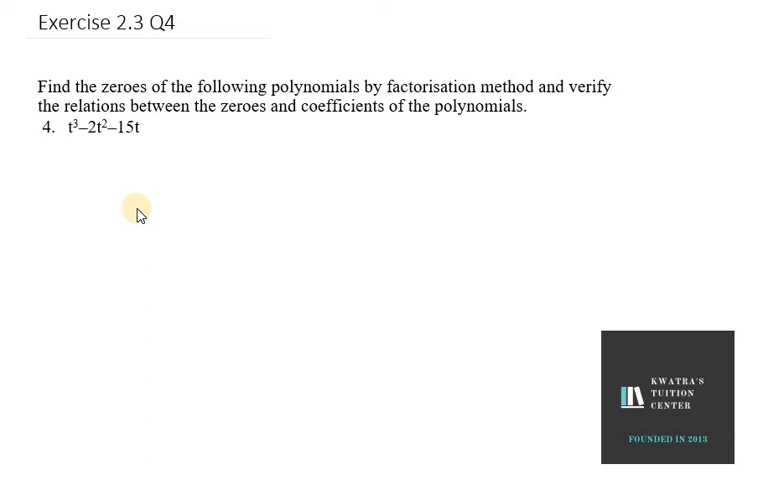 Exercise 2.3 Q4
Find the zeroes of the following polynomials by factorisation method and verify
the relations between the zeroes and coefficients of the polynomials.
4. t³–2t²–15t
KWATRA'S
TUITION
CENTER
FOUNDED IN 2013